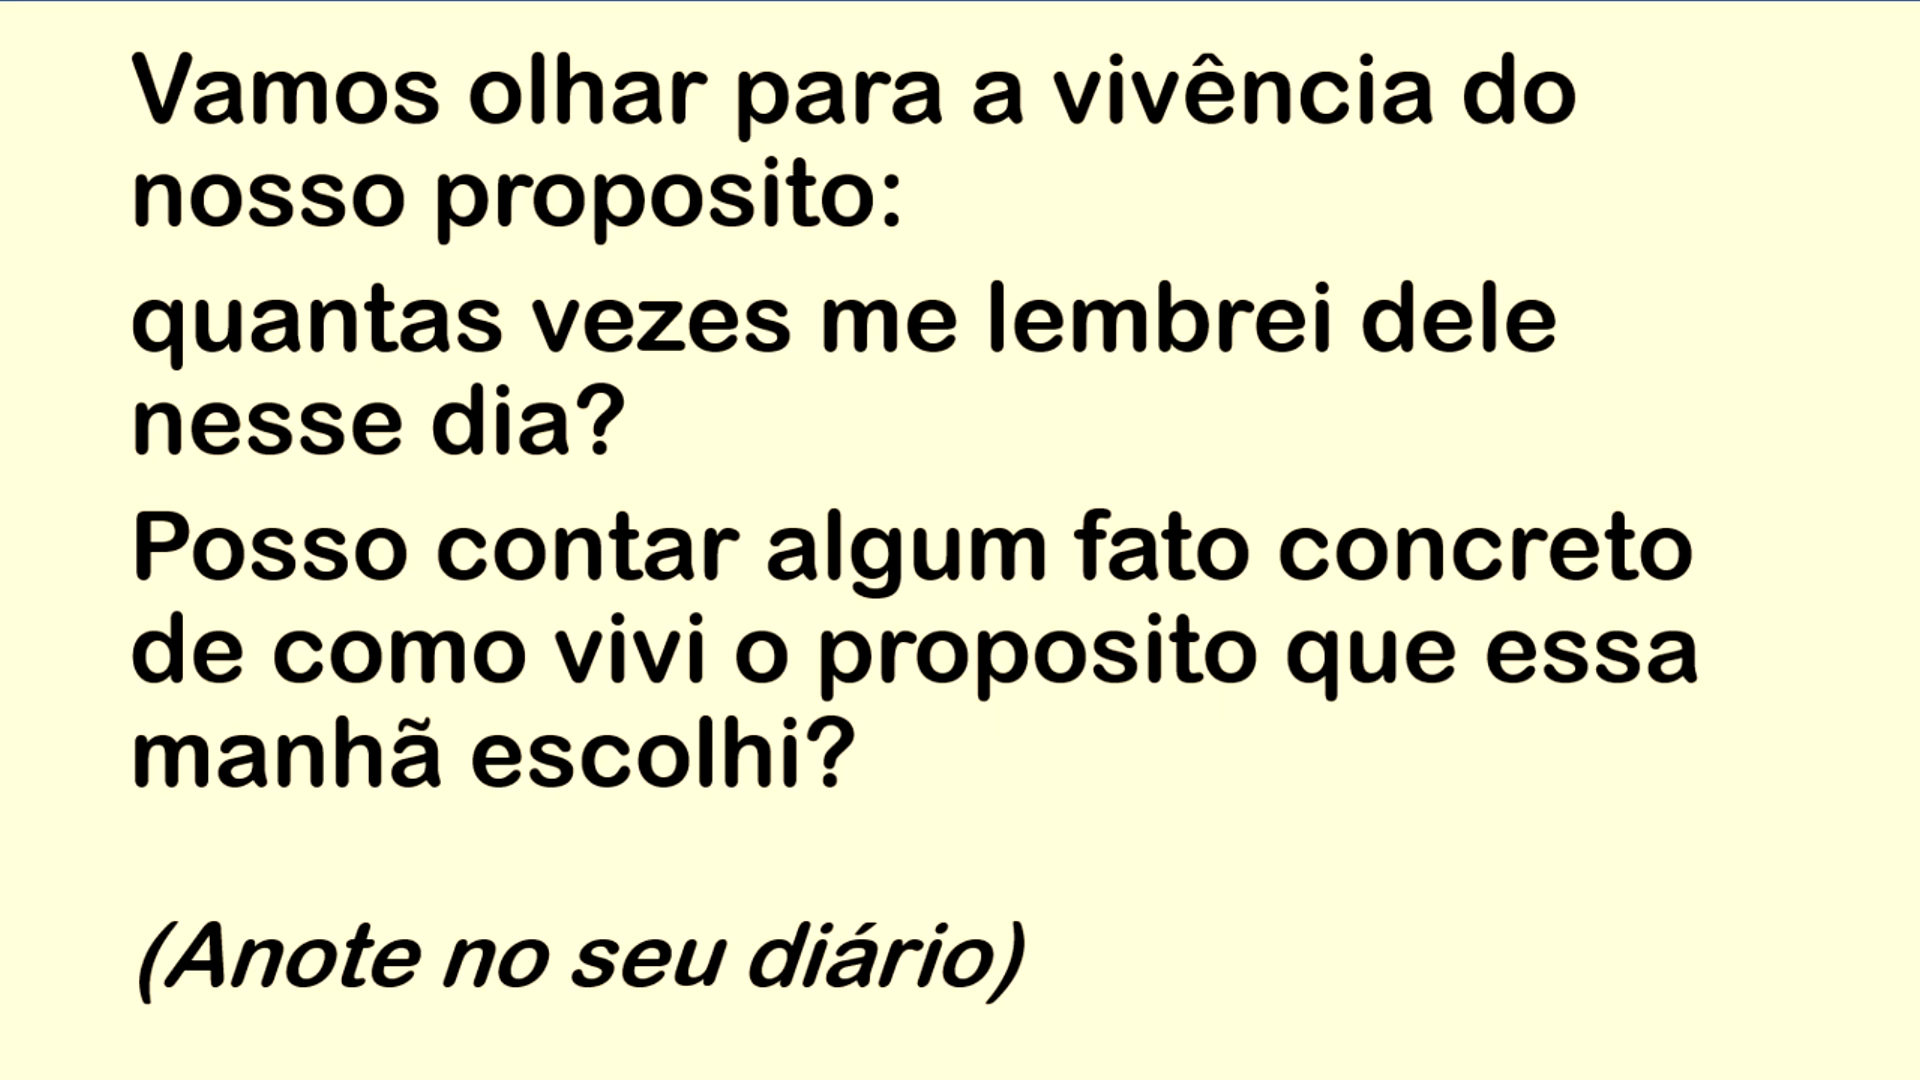 Vamos olhar para a vivência do
nosso proposito:
quantas vezes me lembrei dele
nesse dia?
Posso contar algum fato concreto
de como vivi o proposito que essa
manhã escolhi?
(Anote no seu diário)